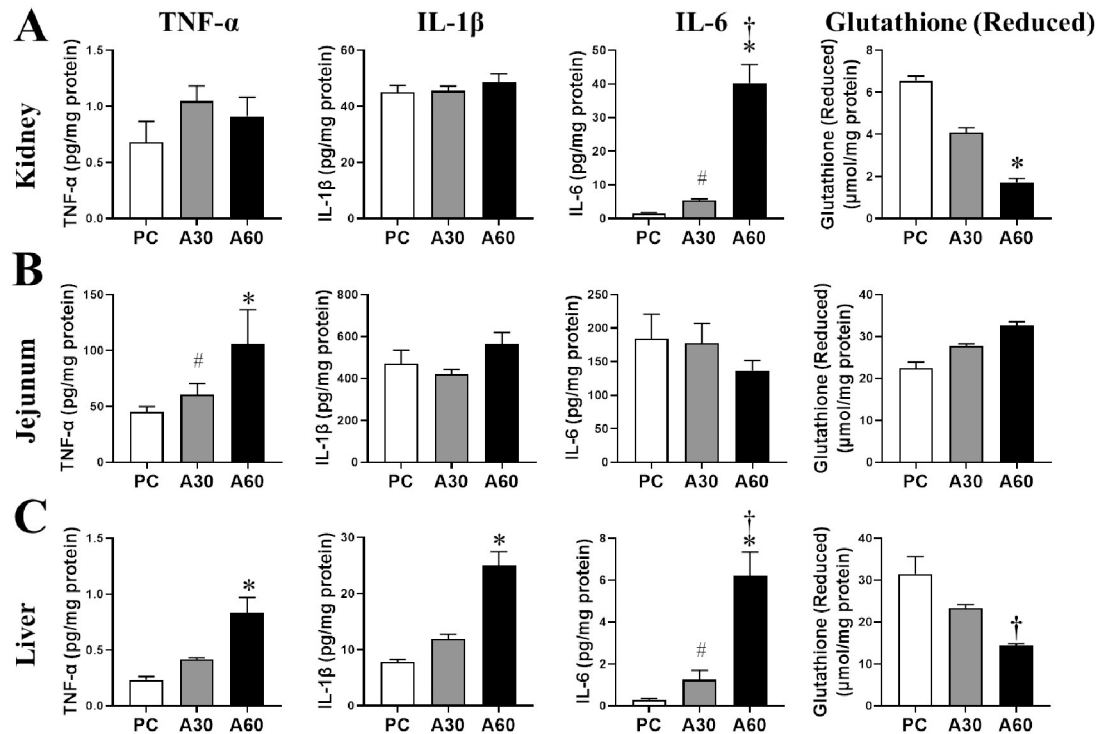 A
TNF-α
IL-1β
IL-6
Glutathione (Reduced)
Kidney
TNF-α (pg/mg protein)
1.5
1.0
0.5
0.0
PC A30 A60
IL-1β (pg/mg protein)
60
40
20
0
PC A30 A60
IL-6 (pg/mg protein)
50
40
30
20
10
0
#
†
*
PC A30 A60
Glutathione (Reduced)
(μmol/mg protein)
8
6
4
2
0
*
PC A30 A60
B
Jejunum
TNF-α (pg/mg protein)
150
100
50
0
#
*
PC A30 A60
IL-1β (pg/mg protein)
800
600
400
200
0
PC A30 A60
IL-6 (pg/mg protein)
250
200
150
100
50
0
PC A30 A60
Glutathione (Reduced)
(μmol/mg protein)
40
30
20
10
0
PC A30 A60
C
Liver
TNF-α (pg/mg protein)
1.5
1.0
0.5
0.0
*
PC A30 A60
IL-1β (pg/mg protein)
30
20
10
0
*
PC A30 A60
IL-6 (pg/mg protein)
8
6
4
2
0
#
†
*
PC A30 A60
Glutathione (Reduced)
(μmol/mg protein)
40
30
20
10
0
†
PC A30 A60